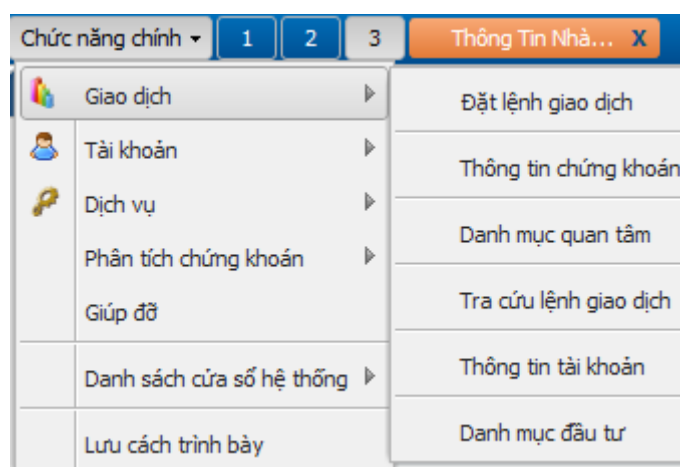 Chức năng chính 1 2 3 Thông Tin Nhà... X
Giao dịch
Tài khoản
Dịch vụ
Phân tích chứng khoán
Giúp đỡ
Danh sách cửa sổ hệ thống
Lưu cách trình bày
Đặt lệnh giao dịch
Thông tin chứng khoán
Danh mục quan tâm
Tra cứu lệnh giao dịch
Thông tin tài khoản
Danh mục đầu tư